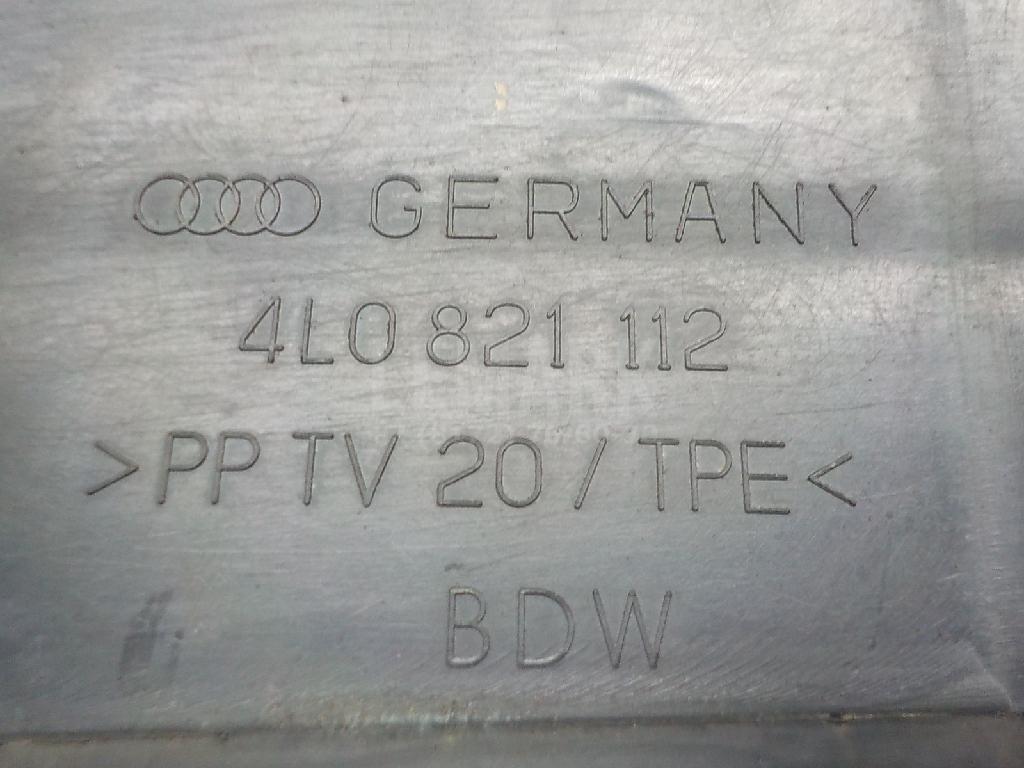 GERMANY
4L0 821 112
>PP TV 20 / TPE<
BDW